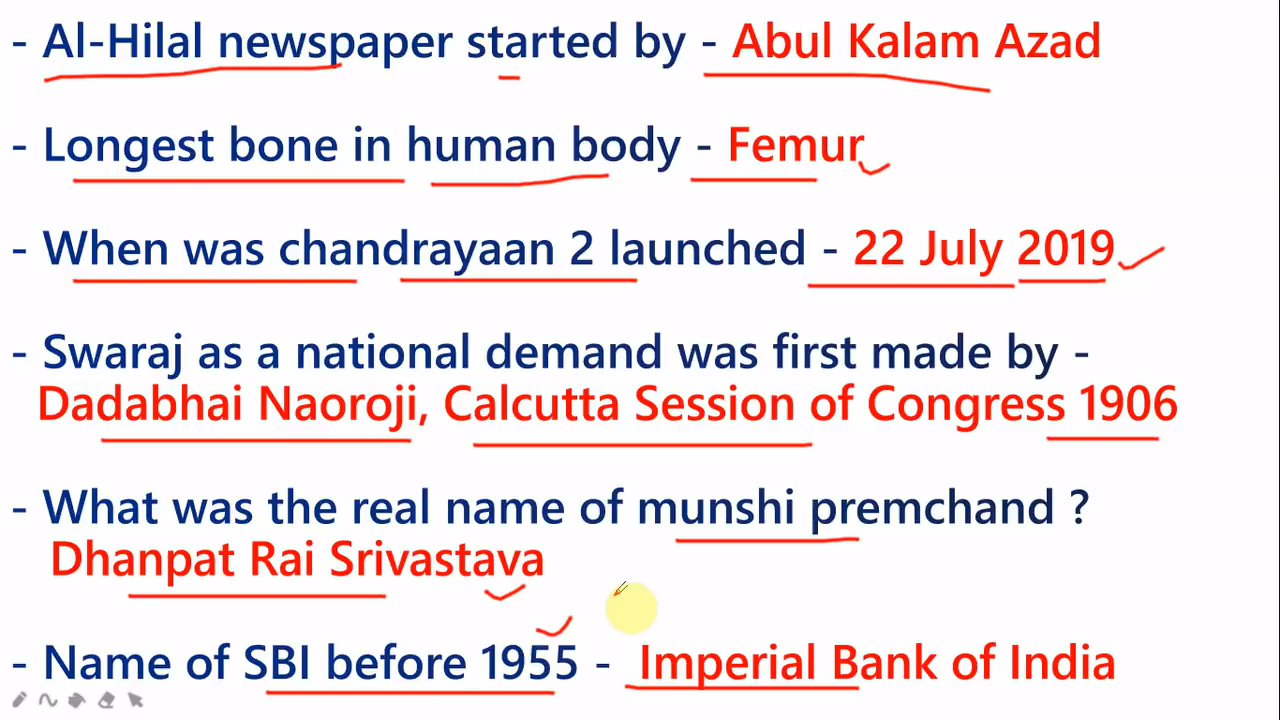 - Al-Hilal newspaper started by - Abul Kalam Azad
- Longest bone in human body - Femur
- When was chandrayaan 2 launched - 22 July 2019
- Swaraj as a national demand was first made by -
Dadabhai Naoroji, Calcutta Session of Congress 1906
- What was the real name of munshi premchand ?
Dhanpat Rai Srivastava
- Name of SBI before 1955 - Imperial Bank of India